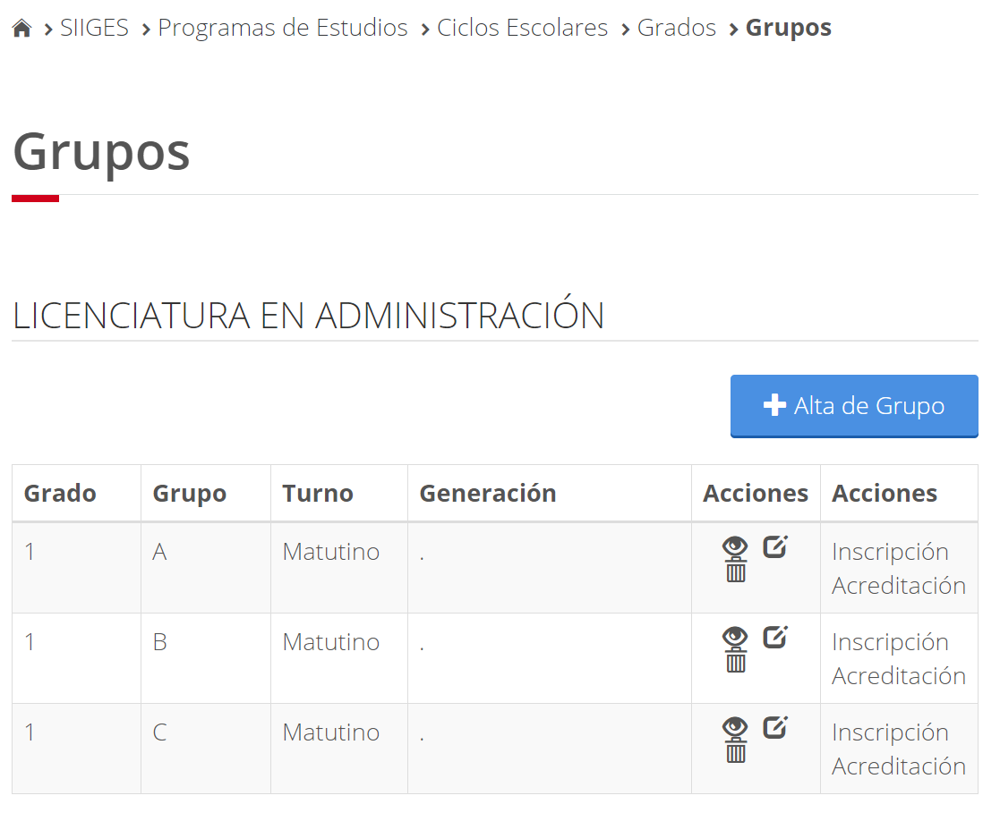 SIIGES Programas de Estudios Ciclos Escolares Grados Grupos
Grupos
LICENCIATURA EN ADMINISTRACIÓN
Alta de Grupo
Grado Grupo Turno Generación Acciones Acciones
1 A Matutino . Inscripción
Acreditación
1 B Matutino . Inscripción
Acreditación
1 C Matutino . Inscripción
Acreditación